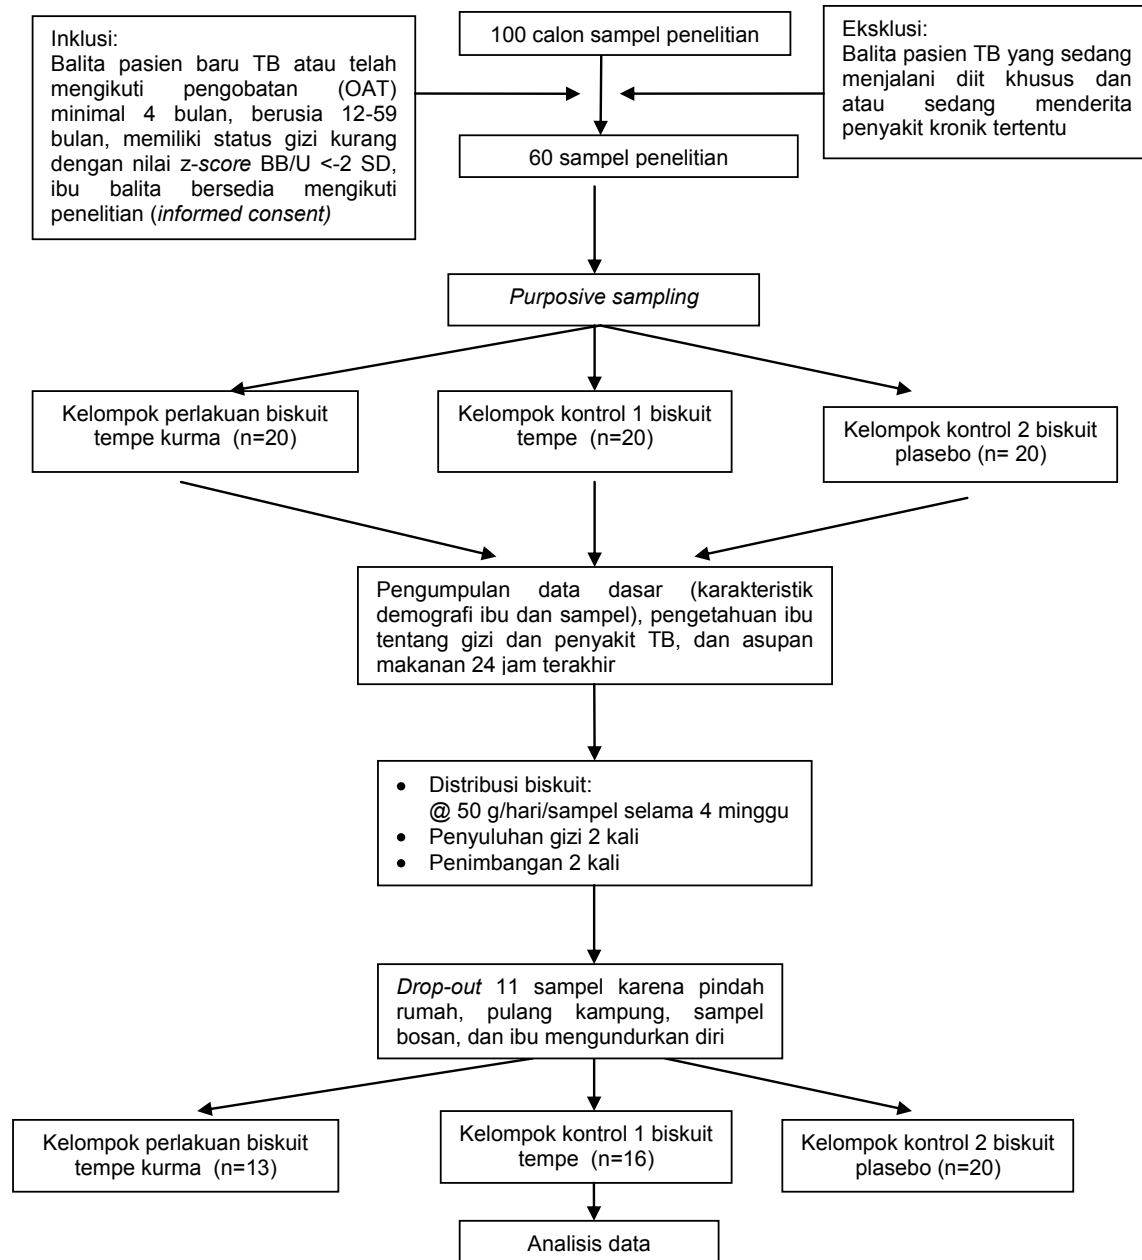 Inklusi:
Balita pasien baru TB atau telah
mengikuti pengobatan (OAT)
minimal 4 bulan, berusia 12-59
bulan, memiliki status gizi kurang
dengan nilai z-score BB/U <-2 SD,
ibu balita bersedia mengikuti
penelitian (informed consent)
100 calon sampel penelitian
Eksklusi:
Balita pasien TB yang sedang
menjalani diit khusus dan
atau sedang menderita
penyakit kronik tertentu
60 sampel penelitian
Purposive sampling
Kelompok perlakuan biskuit
tempe kurma (n=20)
Kelompok kontrol 1 biskuit
tempe (n=20)
Kelompok kontrol 2 biskuit
plasebo (n= 20)
Pengumpulan data dasar (karakteristik
demografi ibu dan sampel), pengetahuan ibu
tentang gizi dan penyakit TB, dan asupan
makanan 24 jam terakhir
• Distribusi biskuit:
@ 50 g/hari/sampel selama 4 minggu
• Penyuluhan gizi 2 kali
• Penimbangan 2 kali
Drop-out 11 sampel karena pindah
rumah, pulang kampung, sampel
bosan, dan ibu mengundurkan diri
Kelompok perlakuan biskuit
tempe kurma (n=13)
Kelompok kontrol 1 biskuit
tempe (n=16)
Kelompok kontrol 2 biskuit
plasebo (n=20)
Analisis data